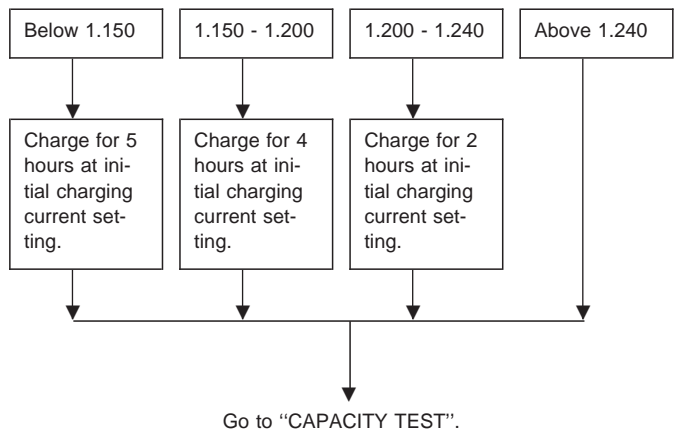 Below 1.150
1.150 - 1.200
1.200 - 1.240
Above 1.240
Charge for 5
hours at ini-
tial charging
current set-
ting.
Charge for 4
hours at ini-
tial charging
current set-
ting.
Charge for 2
hours at ini-
tial charging
current set-
ting.
Go to ‘‘CAPACITY TEST’’.